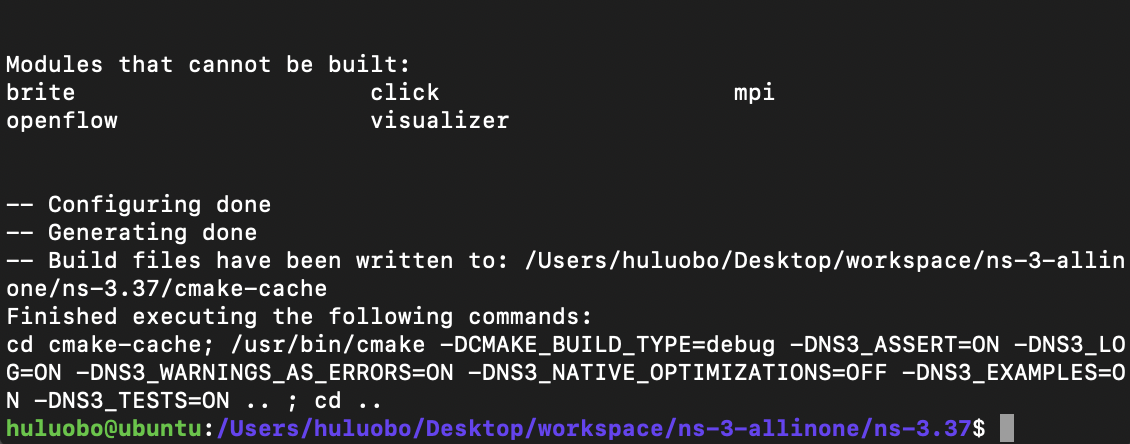 Modules that cannot be built:
brite click mpi
openflow visualizer
-- Configuring done
-- Generating done
-- Build files have been written to: /Users/huluobo/Desktop/workspace/ns-3-allin
one/ns-3.37/cmake-cache
Finished executing the following commands:
cd cmake-cache; /usr/bin/cmake -DCMAKE_BUILD_TYPE=debug -DNS3_ASSERT=ON -DNS3_LO
G=ON -DNS3_WARNINGS_AS_ERRORS=ON -DNS3_NATIVE_OPTIMIZATIONS=OFF -DNS3_EXAMPLES=O
N -DNS3_TESTS=ON .. ; cd ..
huluobo@ubuntu:/Users/huluobo/Desktop/workspace/ns-3-allinone/ns-3.37$